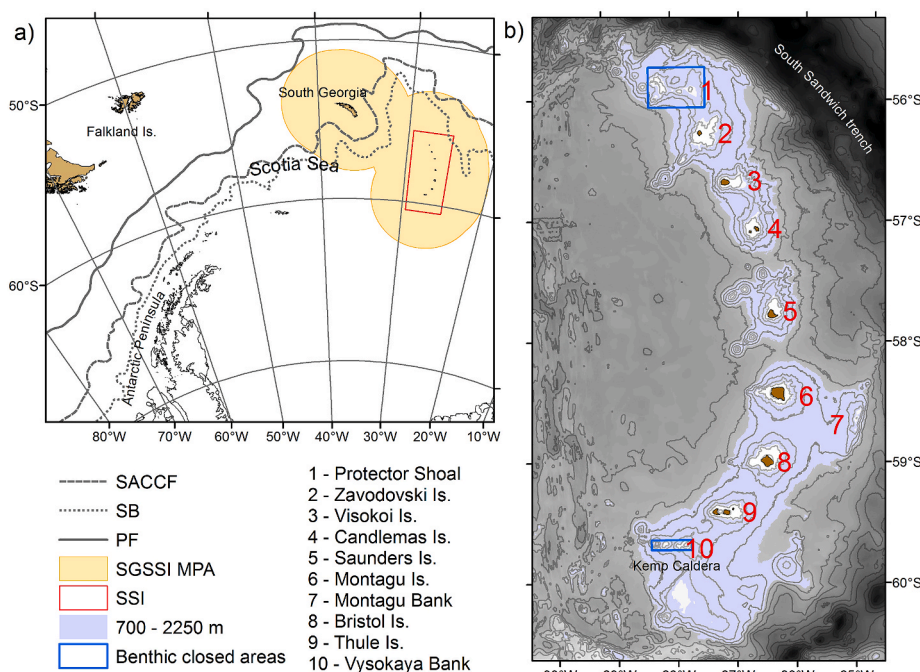 a)
50°S
60°S
Falkland Is.
South Georgia
Scotia Sea
Antarctic Peninsula
80°W 70°W 60°W 50°W 40°W 30°W 20°W 10°W
SACCF
SB
PF
SGSSI MPA
SSI
700 - 2250 m
Benthic closed areas
1 - Protector Shoal
2 - Zavodovski Is.
3 - Visokoi Is.
4 - Candlemas Is.
5 - Saunders Is.
6 - Montagu Is.
7 - Montagu Bank
8 - Bristol Is.
9 - Thule Is.
10 - Vysokaya Bank
b)
South Sandwich trench
1
2
3
4
5
6
7
8
9
10
Kemp Caldera
56°S
57°S
58°S
59°S
60°S